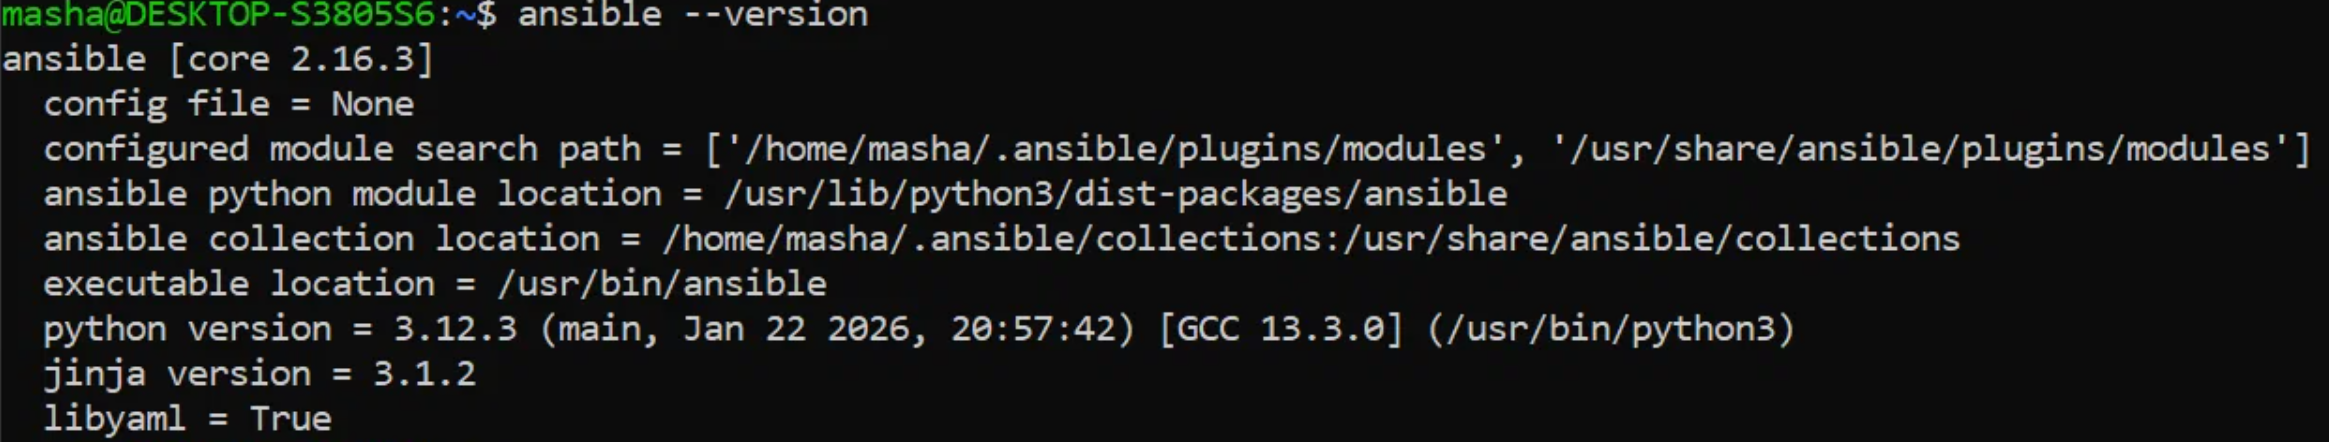 masha@DESKTOP-S3805S6:~$ ansible --version
ansible [core 2.16.3]
  config file = None
  configured module search path = ['/home/masha/.ansible/plugins/modules', '/usr/share/ansible/plugins/modules']
  ansible python module location = /usr/lib/python3/dist-packages/ansible
  ansible collection location = /home/masha/.ansible/collections:/usr/share/ansible/collections
  executable location = /usr/bin/ansible
  python version = 3.12.3 (main, Jan 22 2026, 20:57:42) [GCC 13.3.0] (/usr/bin/python3)
  jinja version = 3.1.2
  libyaml = True